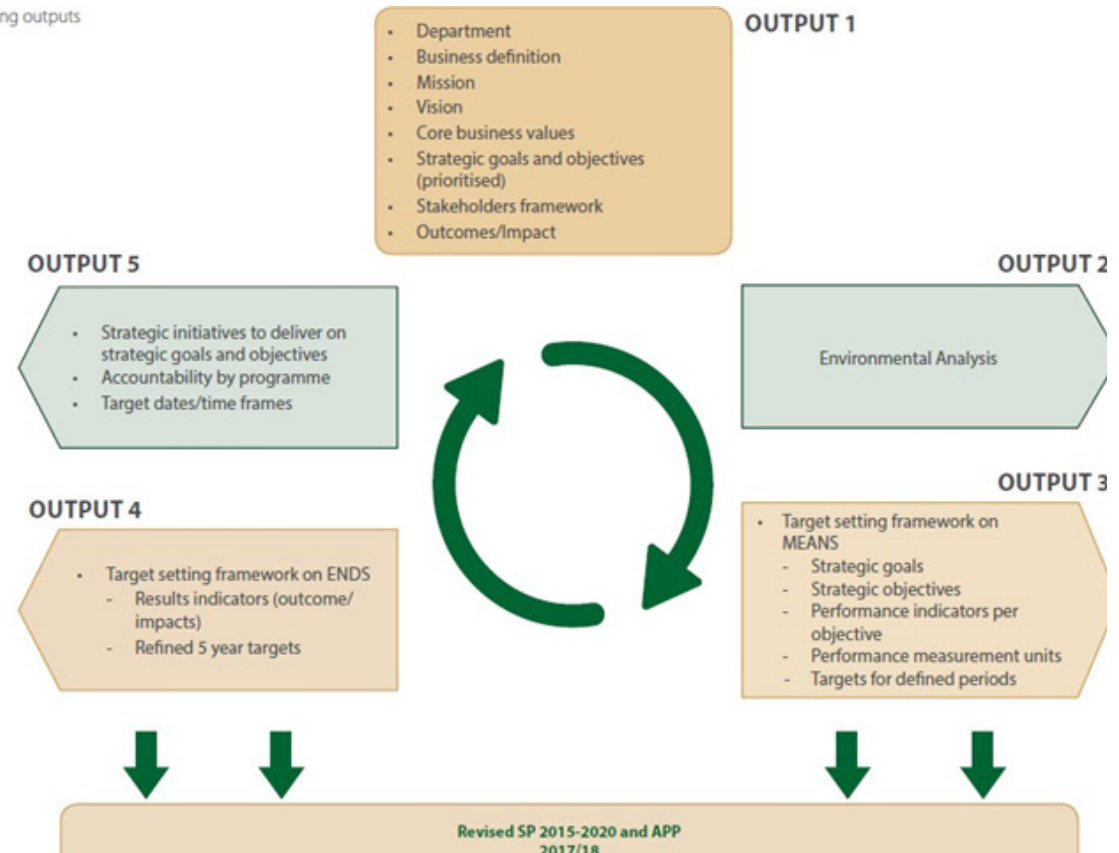 ng outputs
OUTPUT 1
• Department
• Business definition
• Mission
• Vision
• Core business values
• Strategic goals and objectives
(prioritised)
• Stakeholders framework
• Outcomes/Impact
OUTPUT 5
• Strategic initiatives to deliver on
strategic goals and objectives
• Accountability by programme
• Target dates/time frames
OUTPUT 2
Environmental Analysis
OUTPUT 4
• Target setting framework on ENDS
- Results indicators (outcome/
impacts)
- Refined 5 year targets
OUTPUT 3
• Target setting framework on
MEANS
- Strategic goals
- Strategic objectives
- Performance indicators per
objective
- Performance measurement units
- Targets for defined periods
Revised SP 2015-2020 and APP
2017/18